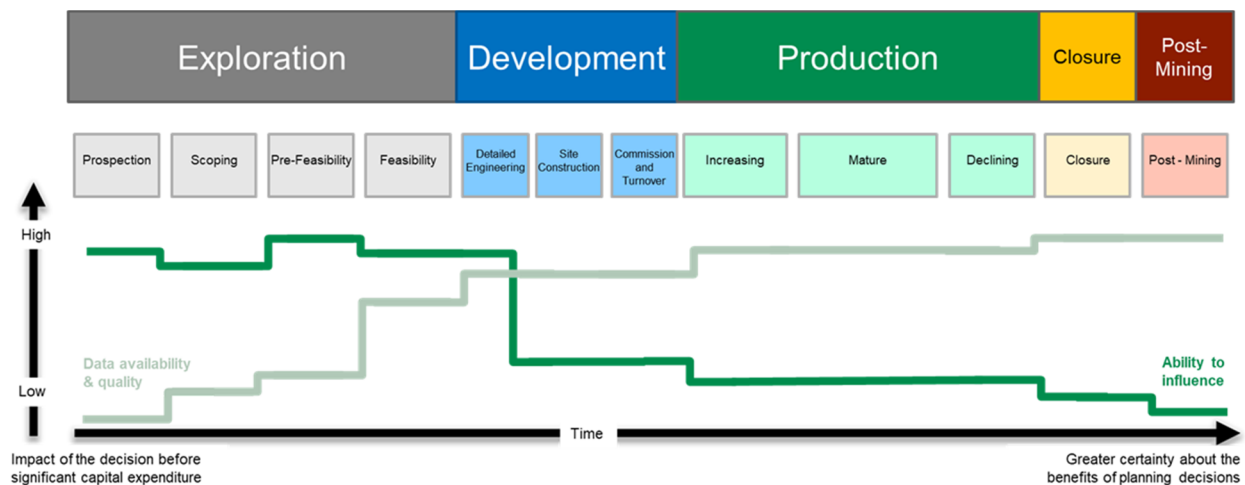 Exploration
Development
Production
Closure
Post-
Mining
Prospection
Scoping
Pre-Feasibility
Feasibility
Detailed
Engineering
Site
Construction
Commission
and
Turnover
Increasing
Mature
Declining
Closure
Post - Mining
High
Data availability
& quality
Low
Ability to
influence
Time
Impact of the decision before
significant capital expenditure
Greater certainty about the
benefits of planning decisions